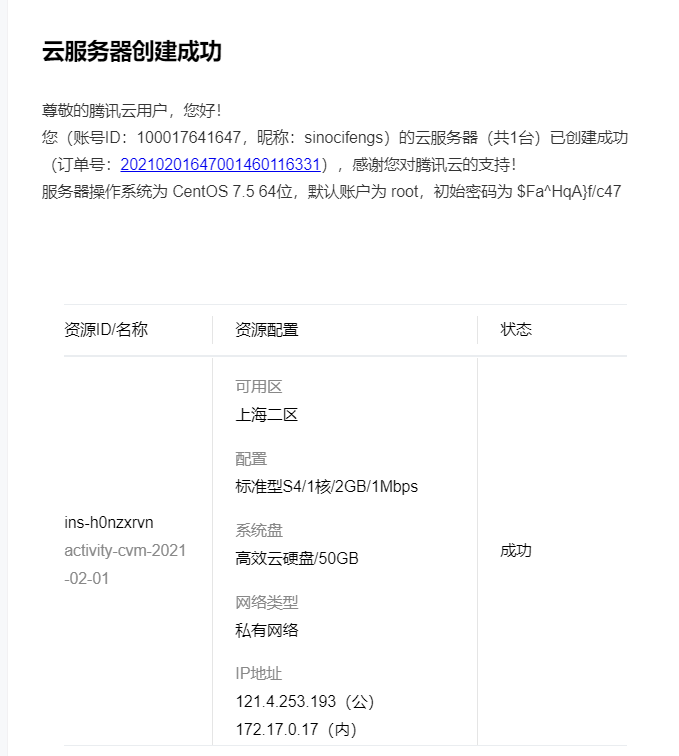 云服务器创建成功
尊敬的腾讯云用户，您好！
您（账号ID：100017641647，昵称：sinocifengs）的云服务器（共1台）已创建成功
（订单号：20210201647001460116331），感谢您对腾讯云的支持！
服务器操作系统为 CentOS 7.5 64位，默认账户为 root，初始密码为 $Fa^HqA}f/c47
资源ID/名称 资源配置 状态
可用区
上海二区
配置
标准型S4/1核/2GB/1Mbps
ins-h0nzxrvn
activity-cvm-2021
-02-01
系统盘
高效云硬盘/50GB
成功
网络类型
私有网络
IP地址
121.4.253.193（公）
172.17.0.17（内）